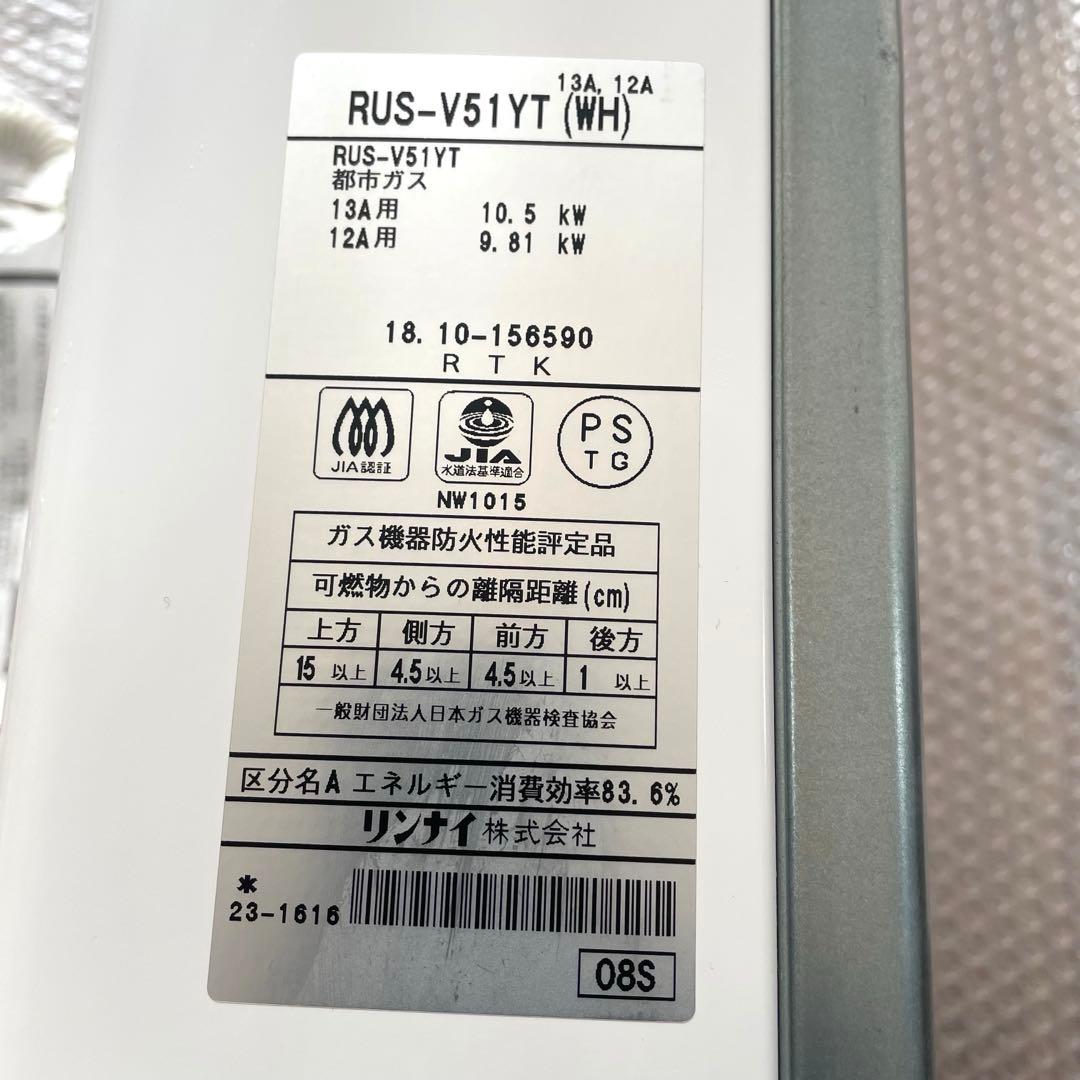 13A, 12A
RUS-V51YT (WH)
RUS-V51YT
都市ガス
13A用 10.5 kW
12A用 9.81 kW
18. 10-156590
R T K
JIA認証
JIA
水道法基準適合
PS
TG
NW1015
ガス機器防火性能評定品
可燃物からの離隔距離(cm)
上方 側方 前方 後方
15 以上 4.5以上 4.5以上 1 以上
一般財団法人日本ガス機器検査協会
区分名A エネルギー消費効率83.6%
リンナイ株式会社
*
23-1616
08S